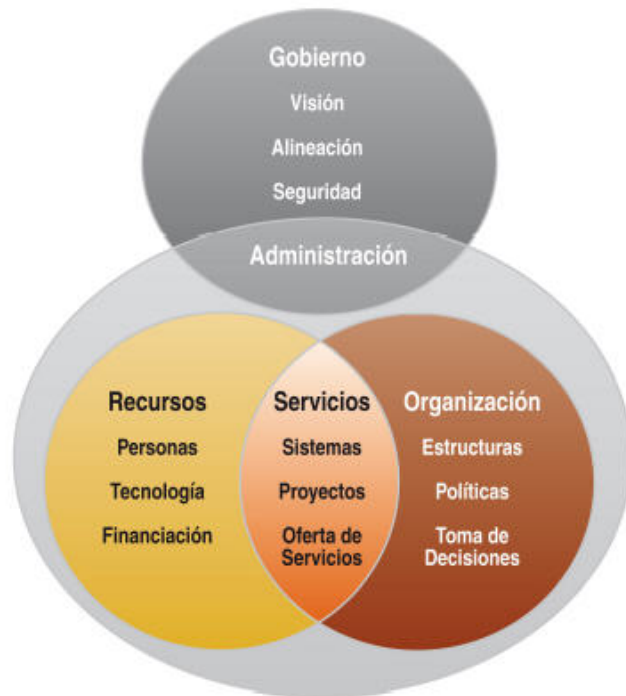 Gobierno
Visión
Alineación
Seguridad
Administración
Recursos
Personas
Tecnología
Financiación
Servicios
Sistemas
Proyectos
Oferta de
Servicios
Organización
Estructuras
Políticas
Toma de
Decisiones